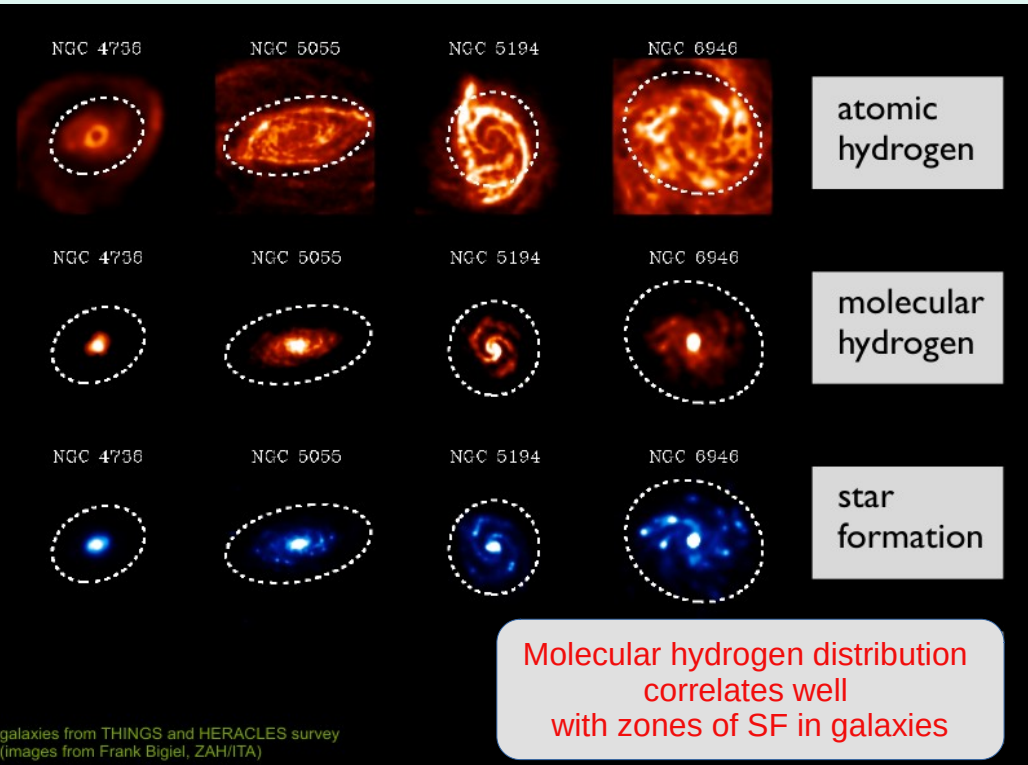 NGC 4736 NGC 5055 NGC 5194 NGC 6946
atomic
hydrogen
NGC 4736 NGC 5055 NGC 5194 NGC 6946
molecular
hydrogen
NGC 4736 NGC 5055 NGC 5194 NGC 6946
star
formation
Molecular hydrogen distribution
correlates well
with zones of SF in galaxies
galaxies from THINGS and HERACLES survey
(images from Frank Bigiel, ZAH/ITA)